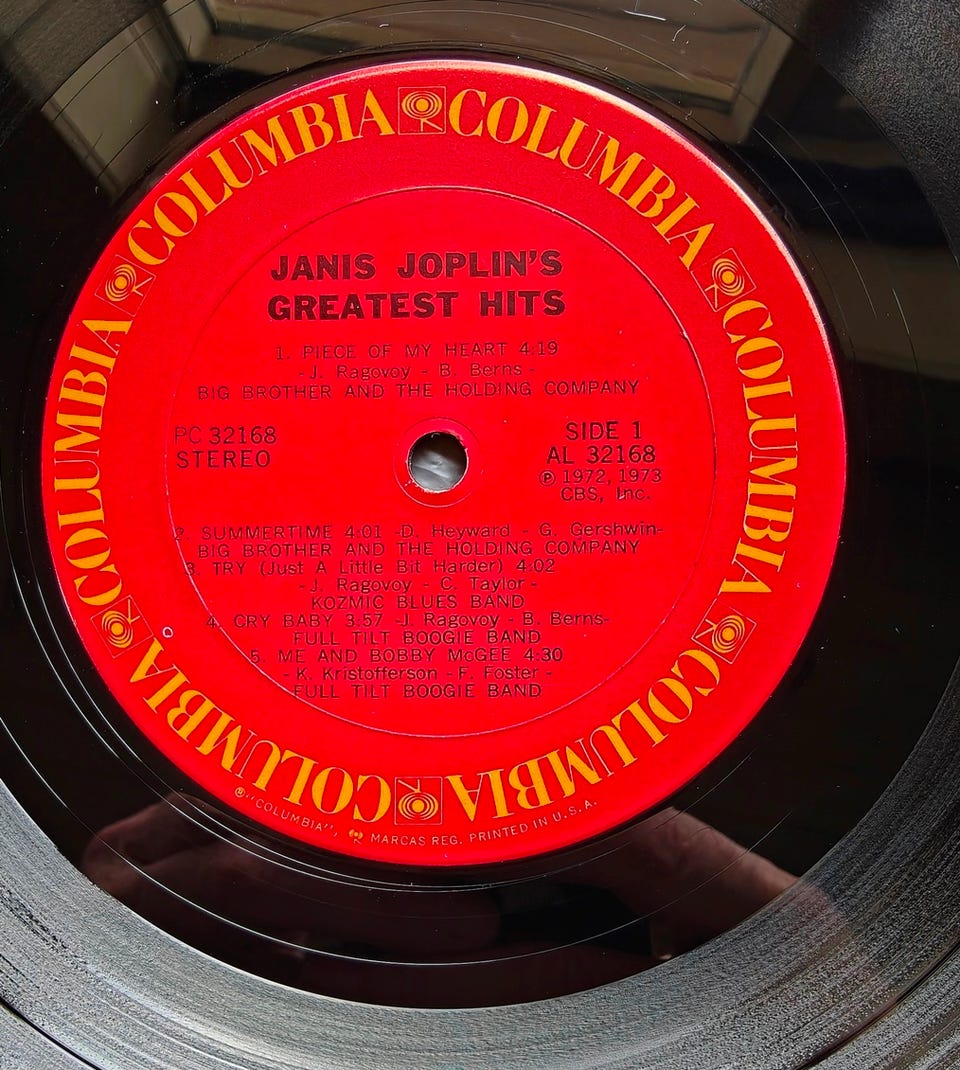 COLUMBIA COLUMBIA COLUMBIA COLUMBIA COLUMBIA COLUMBIA COLUMBIA COLUMBIA
JANIS JOPLIN'S
GREATEST HITS
1. PIECE OF MY HEART 4:19
-J. Ragovoy - B. Berns -
BIG BROTHER AND THE HOLDING COMPANY
PC 32168
STEREO
SIDE 1
AL 32168
℗ 1972, 1973
CBS, Inc.
2. SUMMERTIME 4:01 -D. Heyward - G. Gershwin-
BIG BROTHER AND THE HOLDING COMPANY
3. TRY (Just A Little Bit Harder) 4:02
-J. Ragovoy - C. Taylor -
KOZMIC BLUES BAND
4. CRY BABY 3:57 -J. Ragovoy - B. Berns-
FULL TILT BOOGIE BAND
5. ME AND BOBBY McGEE 4:30
-K. Kristofferson -F. Foster -
FULL TILT BOOGIE BAND
®"COLUMBIA", MARCAS REG. PRINTED IN U.S.A.